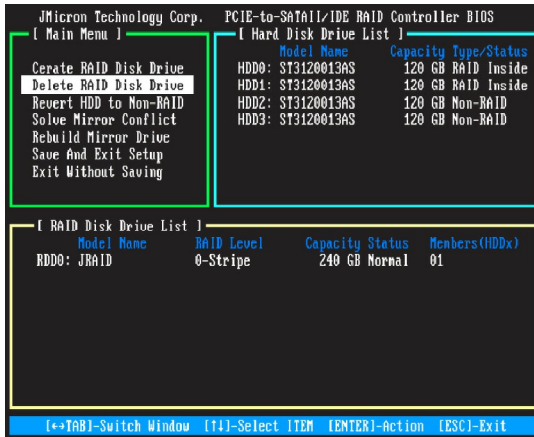 JMicron Technology Corp. PCIE-to-SATAII/IDE RAID Controller BIOS
[ Main Menu ]
Cerate RAID Disk Drive
Delete RAID Disk Drive
Revert HDD to Non-RAID
Solve Mirror Conflict
Rebuild Mirror Drive
Save And Exit Setup
Exit Without Saving
[ Hard Disk Drive List ]
Model Name Capacity Type/Status
HDD0: ST3120013AS 120 GB RAID Inside
HDD1: ST3120013AS 120 GB RAID Inside
HDD2: ST3120013AS 120 GB Non-RAID
HDD3: ST3120013AS 120 GB Non-RAID
[ RAID Disk Drive List ]
Model Name RAID Level Capacity Status Members(HDDx)
RDD0: JRAID 0-Stripe 240 GB Normal 01
[↔TAB]-Switch Window [↑↓]-Select ITEM [ENTER]-Action [ESC]-Exit